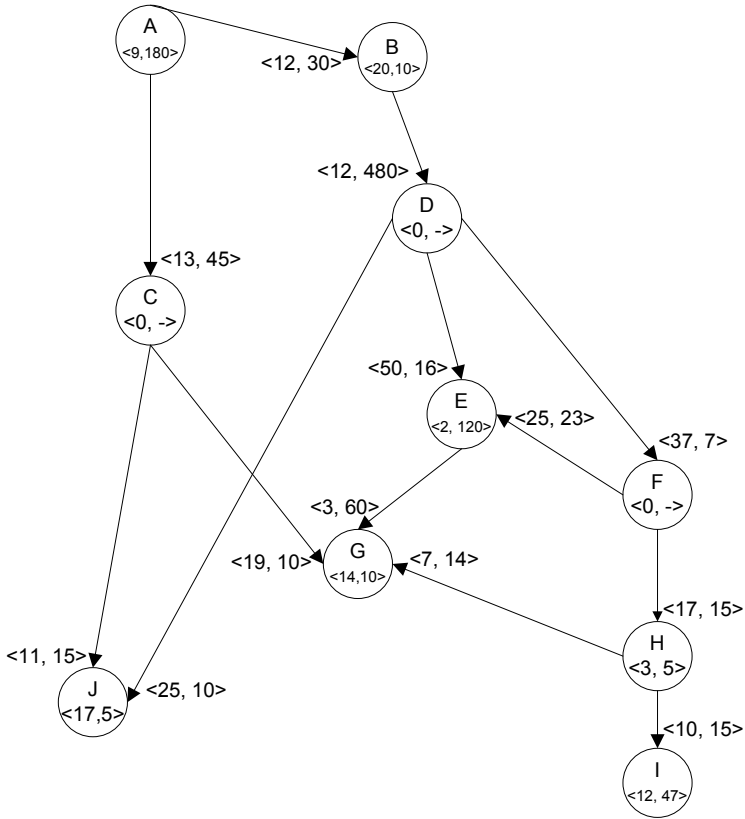 A
<9,180>
B
<20,10>
<12, 30>
<12, 480>
D
<0, ->
<13, 45>
C
<0, ->
<50, 16>
E
<2, 120>
<25, 23>
<37, 7>
F
<0, ->
<3, 60>
G
<14,10>
<19, 10>
<7, 14>
<17, 15>
H
<3, 5>
<11, 15>
J
<17,5>
<25, 10>
<10, 15>
I
<12, 47>